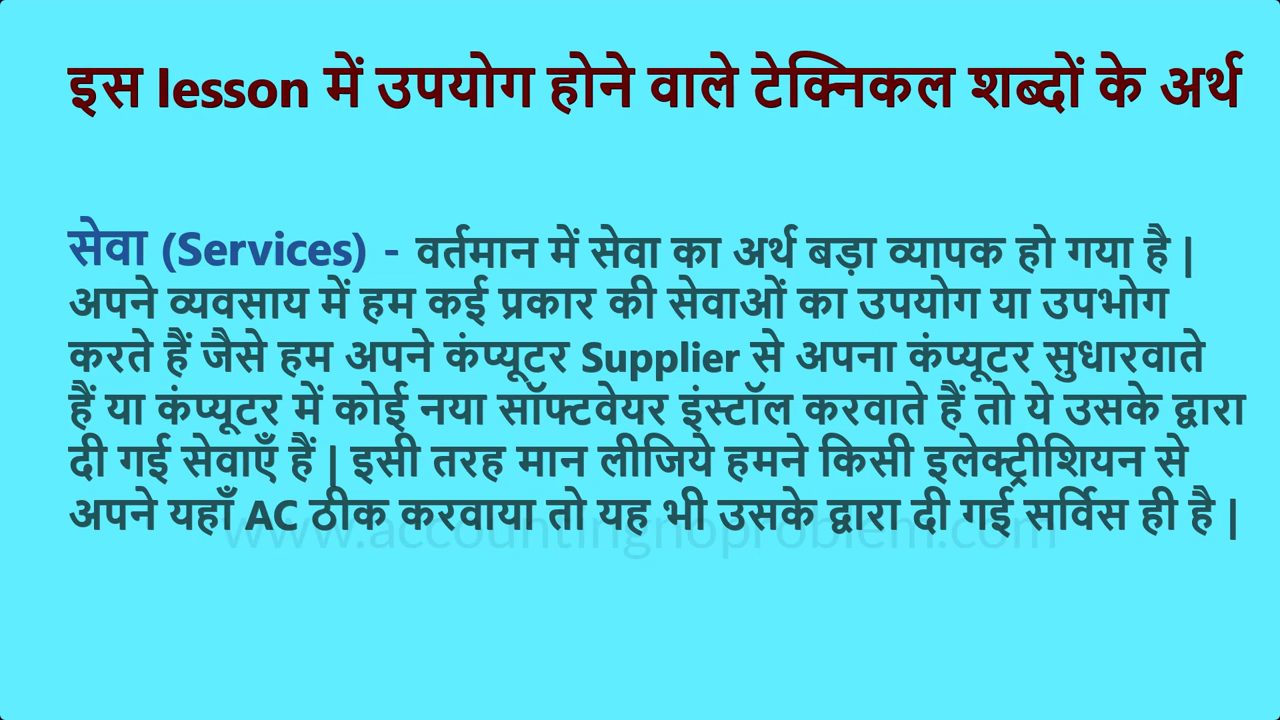 इस lesson में उपयोग होने वाले टेक्निकल शब्दों के अर्थ
सेवा (Services) - वर्तमान में सेवा का अर्थ बड़ा व्यापक हो गया है |
अपने व्यवसाय में हम कई प्रकार की सेवाओं का उपयोग या उपभोग
करते हैं जैसे हम अपने कंप्यूटर Supplier से अपना कंप्यूटर सुधारवाते
हैं या कंप्यूटर में कोई नया सॉफ्टवेयर इंस्टॉल करवाते हैं तो ये उसके द्वारा
दी गई सेवाएँ हैं | इसी तरह मान लीजिये हमने किसी इलेक्ट्रीशियन से
अपने यहाँ AC ठीक करवाया तो यह भी उसके द्वारा दी गई सर्विस ही है |
www.accountingnoproblem.com